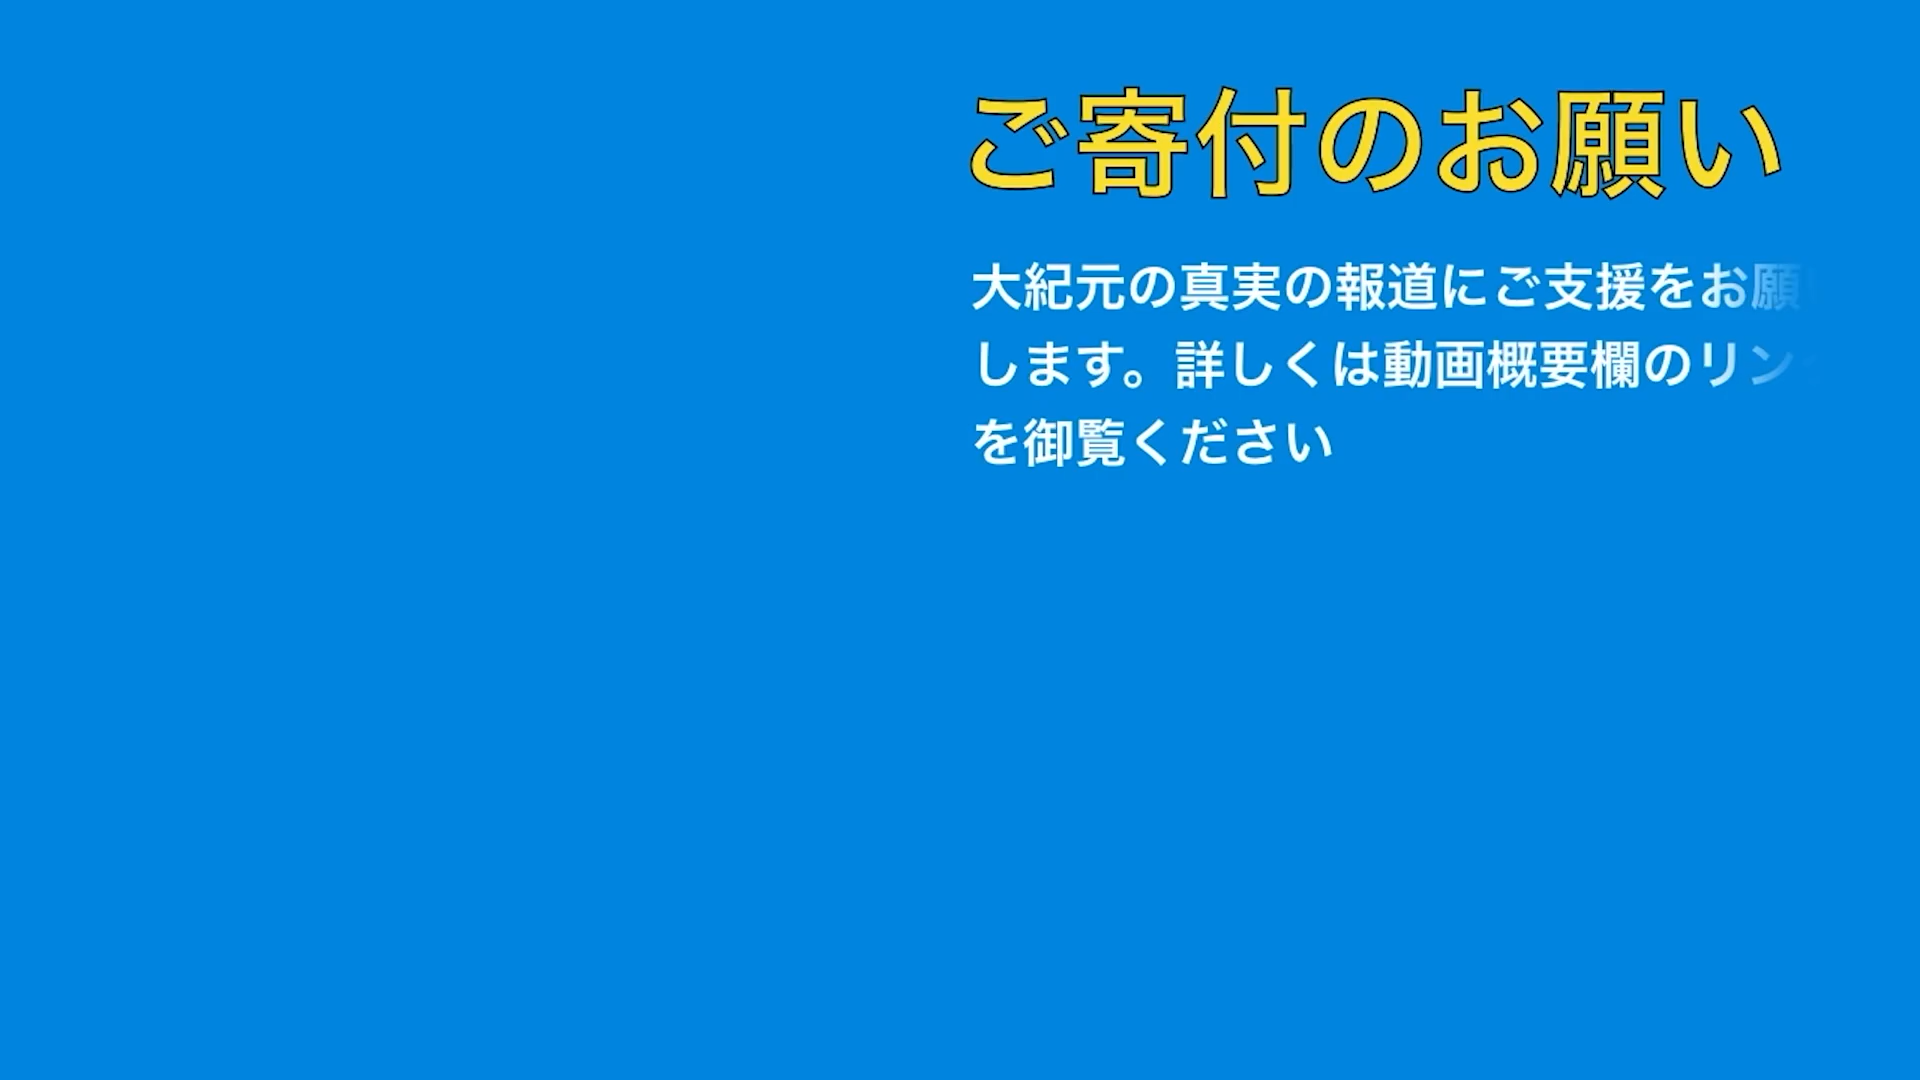 ご寄付のお願い
大紀元の真実の報道にご支援をお願
します。詳しくは動画概要欄のリン
を御覧ください